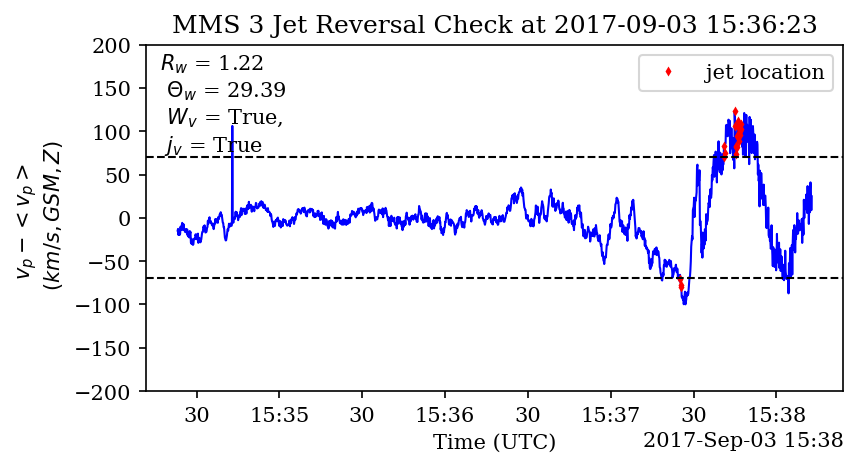 MMS 3 Jet Reversal Check at 2017-09-03 15:36:23
R_w = 1.22
Θ_w = 29.39
W_v = True,
j_v = True
jet location
v_p − <v_p>
(km/s, GSM, Z)
200
150
100
50
0
−50
−100
−150
−200
30 15:35 30 15:36 30 15:37 30 15:38
Time (UTC)
2017-Sep-03 15:38